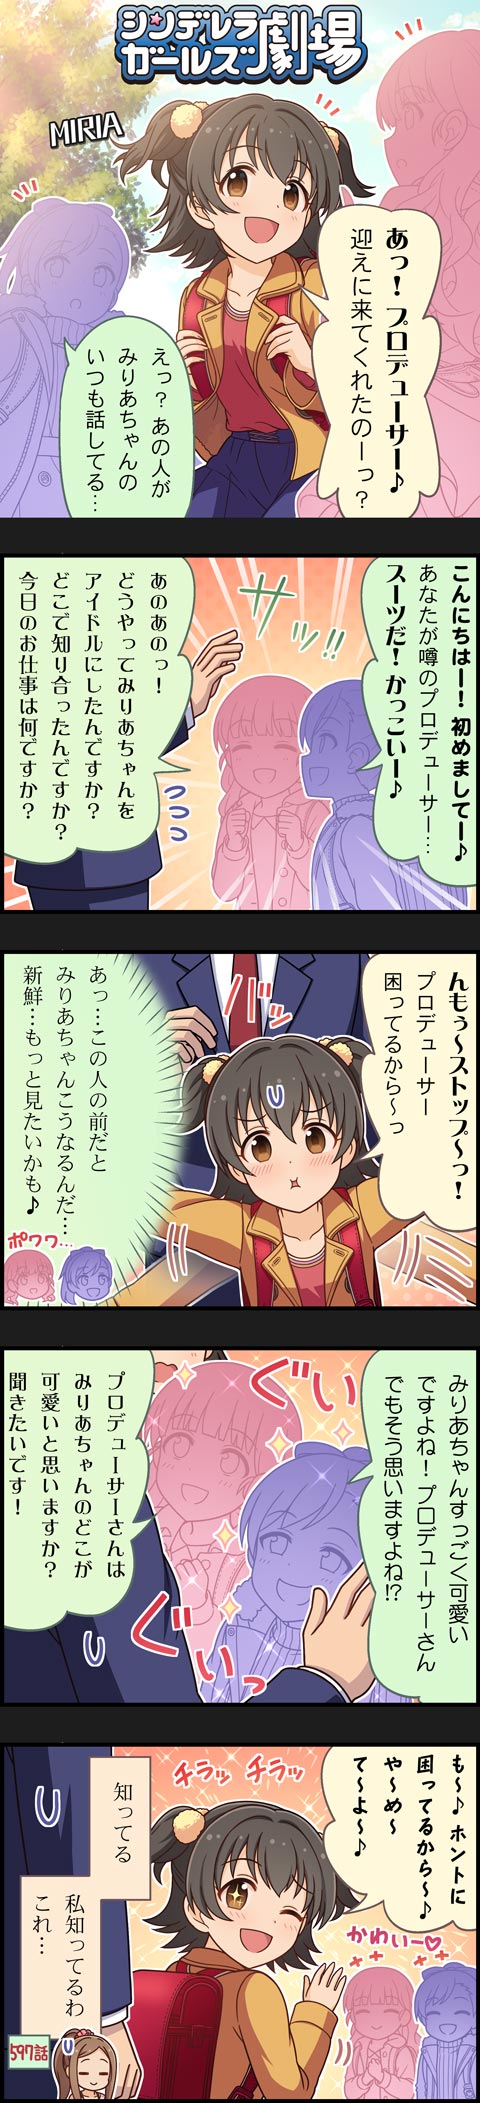 シンデレラ
ガールズ劇場
MIRIA
あっ！プロデューサー♪
迎えに来てくれたのーっ？
えっ？あの人が
みりあちゃんの
いつも話してる…
こんにちはー！初めましてー♪
あなたが噂のプロデューサー…
スーツだ！かっこいー♪
サッ!!
あのあのっ！
どうやってみりあちゃんを
アイドルにしたんですか？
どこで知り合ったんですか？
今日のお仕事は何ですか？
んもぅ～ストップ～っ！
プロデューサー
困ってるから～っ
バッ
あっ…この人の前だと
みりあちゃんこうなるんだ…
新鮮…もっと見たいかも♪
ポワワ…
みりあちゃんすっごく可愛い
ですよね！プロデューサーさん
でもそう思いますよね!?
ぐい
プロデューサーさんは
みりあちゃんのどこが
可愛いと思いますか？
聞きたいです！
ぐいっ
も～♪ホントに
困ってるから～♪
や～め～
て～よ～♪
チラッ チラッ
かわいー♡
知ってる
私知ってるわ
これ…
597話